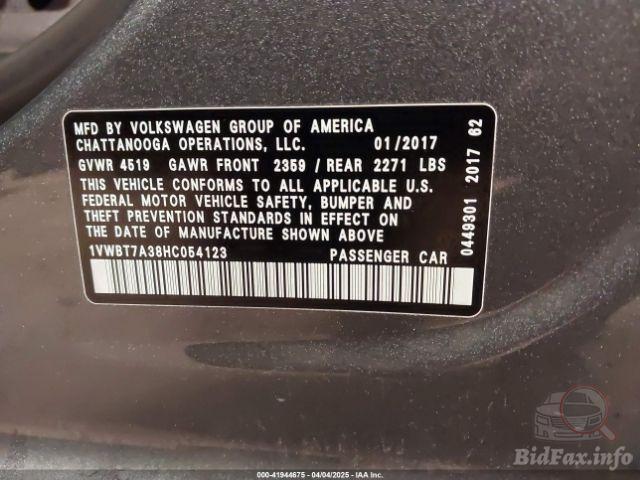 MFD BY VOLKSWAGEN GROUP OF AMERICA
CHATTANOOGA OPERATIONS, LLC. 01/2017
GVWR 4519 GAWR FRONT 2359 / REAR 2271 LBS
THIS VEHICLE CONFORMS TO ALL APPLICABLE U.S.
FEDERAL MOTOR VEHICLE SAFETY, BUMPER AND
THEFT PREVENTION STANDARDS IN EFFECT ON
THE DATE OF MANUFACTURE SHOWN ABOVE.
1VWBT7A38HC054123 PASSENGER CAR
0449301 2017 62
BidFax.info
000-41944675 - 04/04/2025 - IAA Inc.